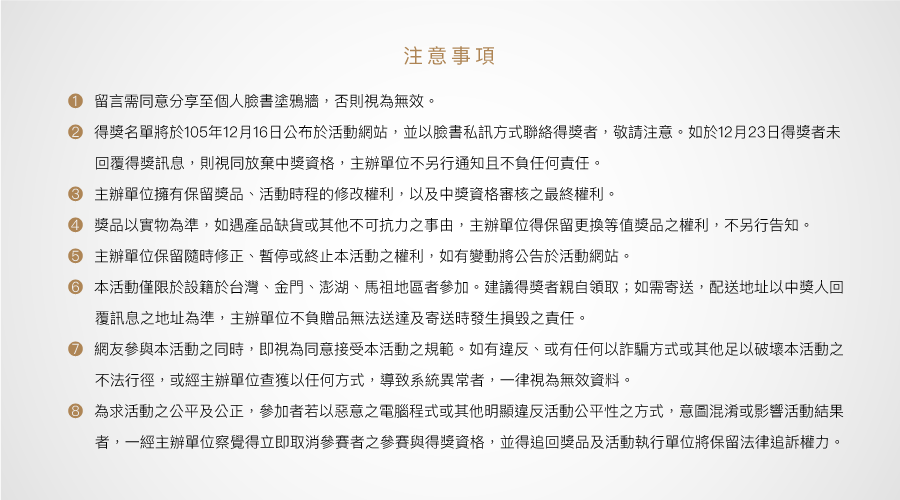 注意事項
1 留言需同意分享至個人臉書塗鴉牆，否則視為無效。
2 得獎名單將於105年12月16日公布於活動網站，並以臉書私訊方式聯絡得獎者，敬請注意。如於12月23日得獎者未
回覆得獎訊息，則視同放棄中獎資格，主辦單位不另行通知且不負任何責任。
3 主辦單位擁有保留獎品、活動時程的修改權利，以及中獎資格審核之最終權利。
4 獎品以實物為準，如遇產品缺貨或其他不可抗力之事由，主辦單位得保留更換等值獎品之權利，不另行告知。
5 主辦單位保留隨時修正、暫停或終止本活動之權利，如有變動將公告於活動網站。
6 本活動僅限於設籍於台灣、金門、澎湖、馬祖地區者參加。建議得獎者親自領取；如需寄送，配送地址以中獎人回
覆訊息之地址為準，主辦單位不負贈品無法送達及寄送時發生損毀之責任。
7 網友參與本活動之同時，即視為同意接受本活動之規範。如有違反、或有任何以詐騙方式或其他足以破壞本活動之
不法行徑，或經主辦單位查獲以任何方式，導致系統異常者，一律視為無效資料。
8 為求活動之公平及公正，參加者若以惡意之電腦程式或其他明顯違反活動公平性之方式，意圖混淆或影響活動結果
者，一經主辦單位察覺得立即取消參賽者之參賽與得獎資格，並得追回獎品及活動執行單位將保留法律追訴權力。